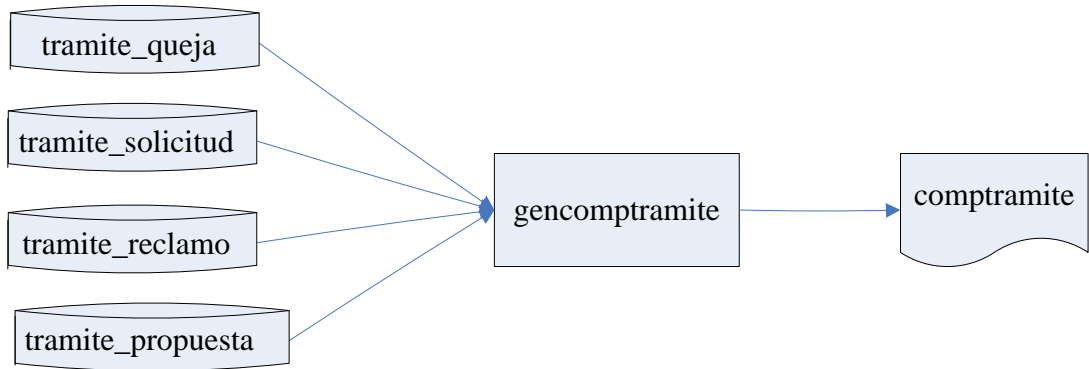 tramite_queja
tramite_solicitud
tramite_reclamo
tramite_propuesta
gencomptramite
comptramite